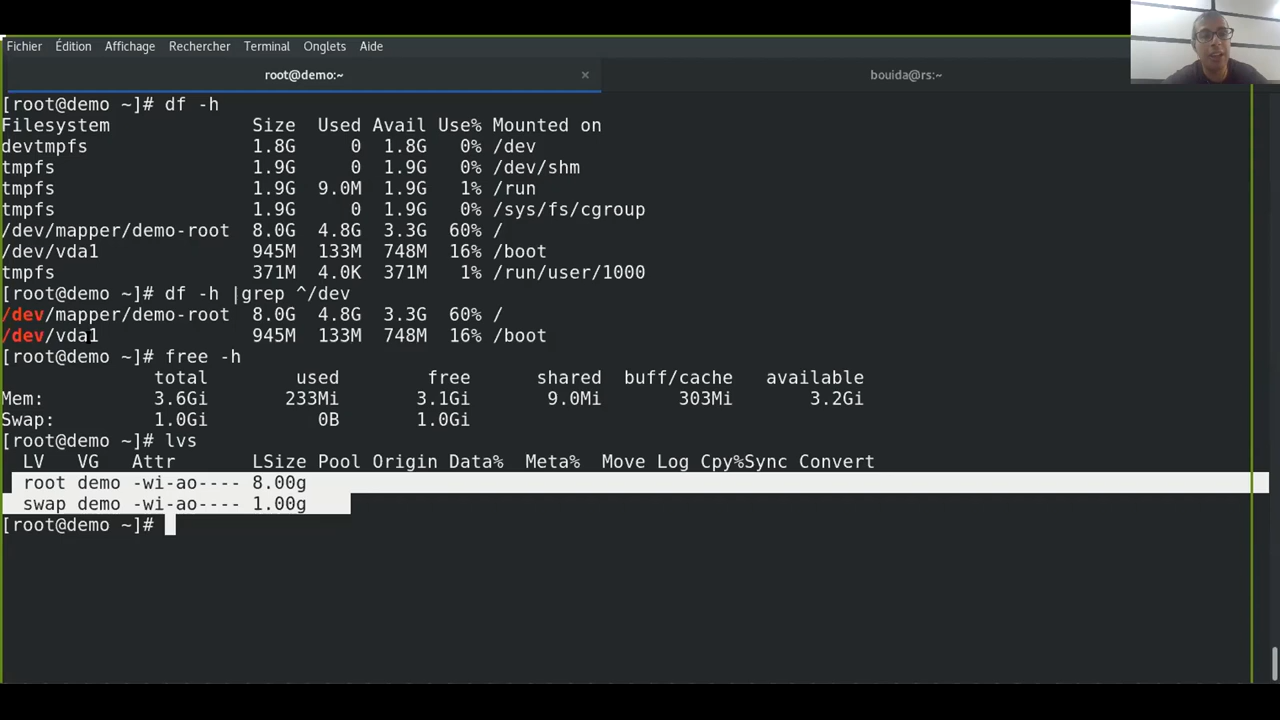 Fichier Édition Affichage Rechercher Terminal Onglets Aide
root@demo:~ × bouida@rs:~
[root@demo ~]# df -h
Filesystem Size Used Avail Use% Mounted on
devtmpfs 1.8G 0 1.8G 0% /dev
tmpfs 1.9G 0 1.9G 0% /dev/shm
tmpfs 1.9G 9.0M 1.9G 1% /run
tmpfs 1.9G 0 1.9G 0% /sys/fs/cgroup
/dev/mapper/demo-root 8.0G 4.8G 3.3G 60% /
/dev/vda1 945M 133M 748M 16% /boot
tmpfs 371M 4.0K 371M 1% /run/user/1000
[root@demo ~]# df -h |grep ^/dev
/dev/mapper/demo-root 8.0G 4.8G 3.3G 60% /
/dev/vda1 945M 133M 748M 16% /boot
[root@demo ~]# free -h
total used free shared buff/cache available
Mem: 3.6Gi 233Mi 3.1Gi 9.0Mi 303Mi 3.2Gi
Swap: 1.0Gi 0B 1.0Gi
[root@demo ~]# lvs
LV VG Attr LSize Pool Origin Data% Meta% Move Log Cpy%Sync Convert
root demo -wi-ao---- 8.00g
swap demo -wi-ao---- 1.00g
[root@demo ~]#